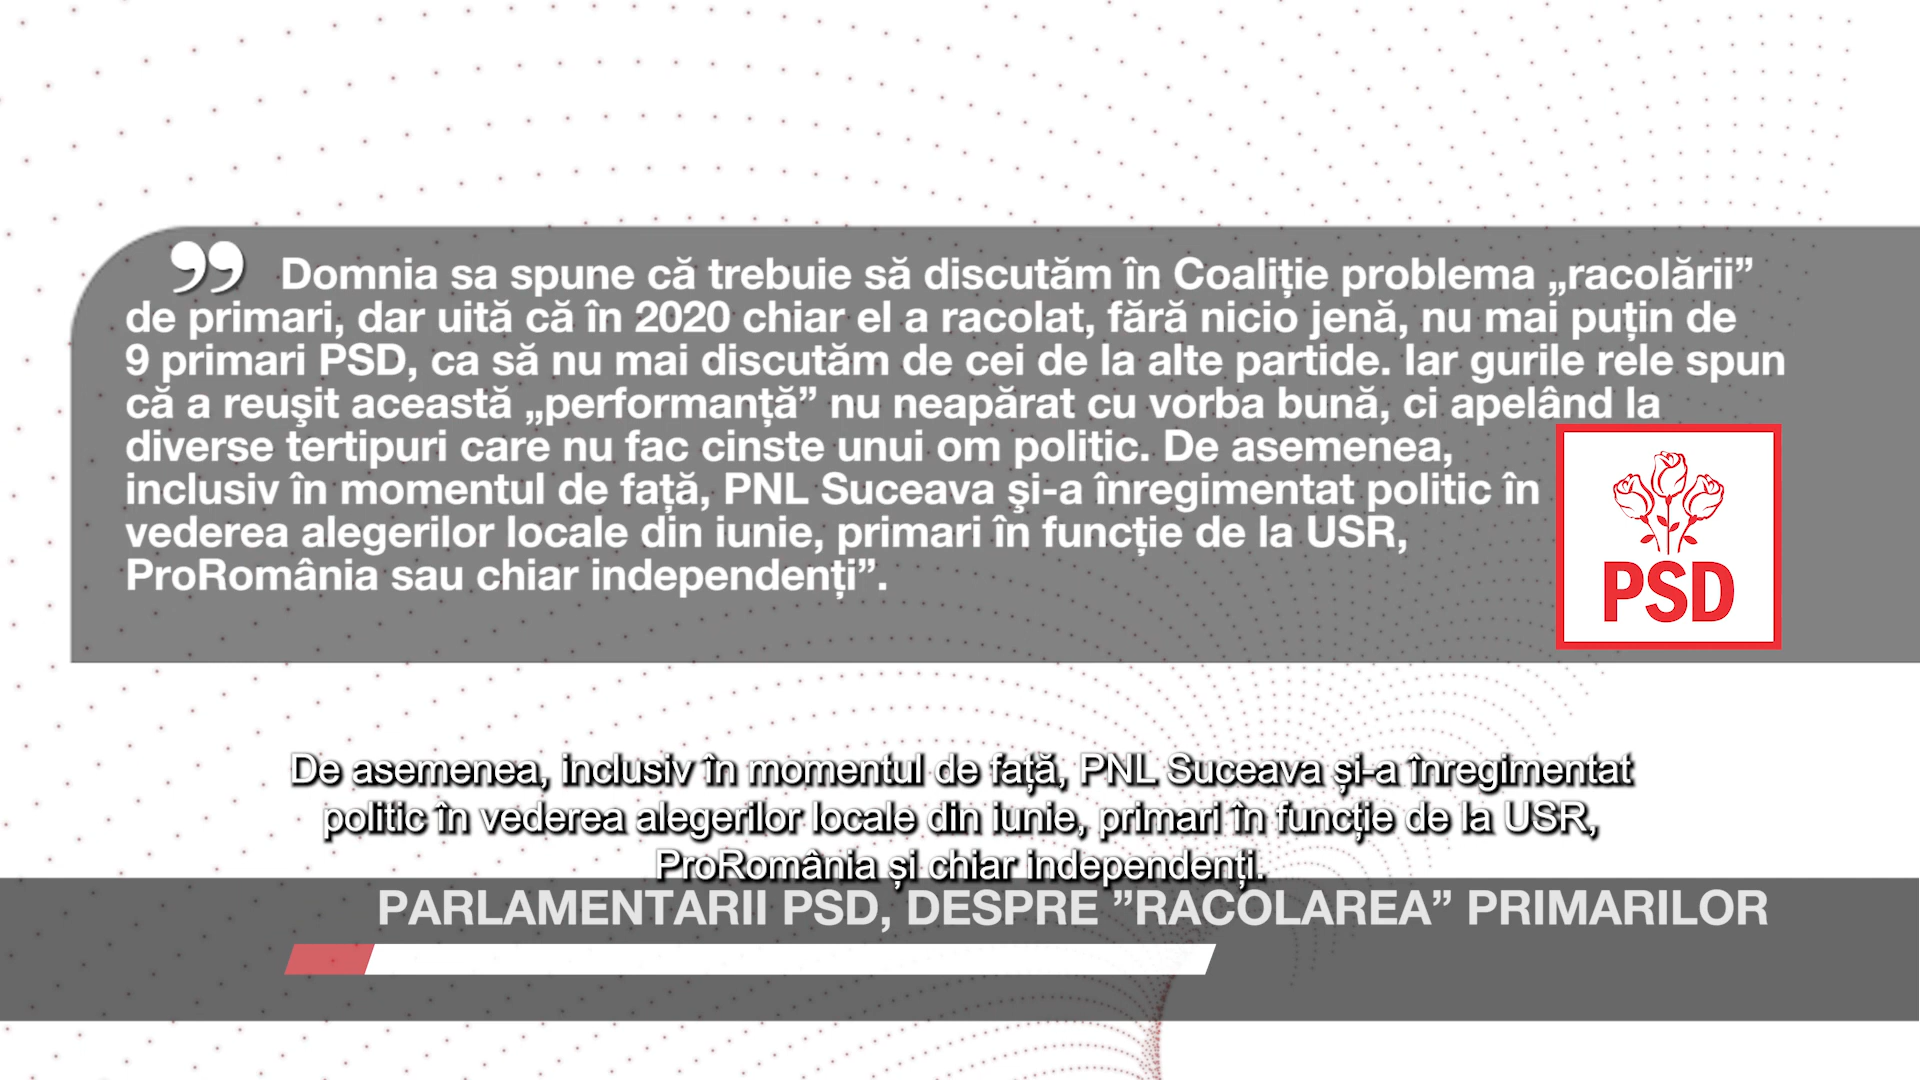 ” Domnia sa spune că trebuie să discutăm în Coaliție problema „racolării”
de primari, dar uită că în 2020 chiar el a racolat, fără nicio jenă, nu mai puțin de
9 primari PSD, ca să nu mai discutăm de cei de la alte partide. Iar gurile rele spun
că a reuşit această „performanță” nu neapărat cu vorba bună, ci apelând la
diverse tertipuri care nu fac cinste unui om politic. De asemenea,
inclusiv în momentul de față, PNL Suceava şi-a înregimentat politic în
vederea alegerilor locale din iunie, primari în funcție de la USR,
ProRomânia sau chiar independenți”.
PSD
De asemenea, inclusiv în momentul de față, PNL Suceava și-a înregimentat
politic în vederea alegerilor locale din iunie, primari în funcție de la USR,
ProRomânia și chiar independenți.
PARLAMENTARII PSD, DESPRE ”RACOLAREA” PRIMARILOR